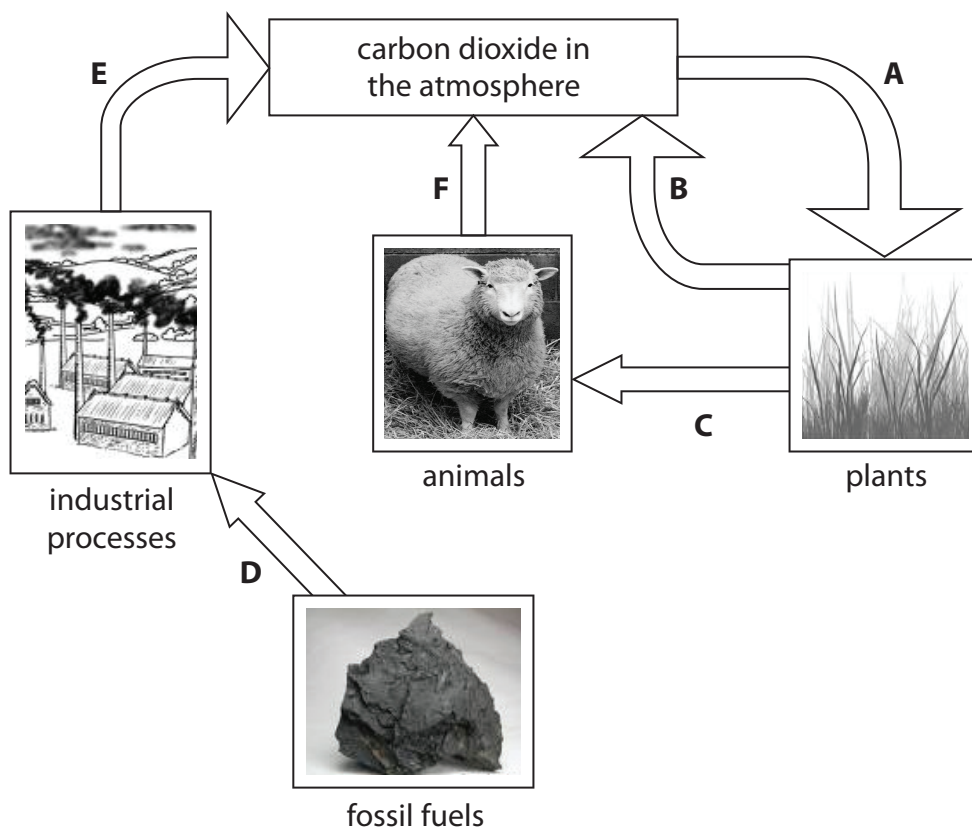 carbon dioxide in
the atmosphere
E
A
F
B
C
animals
plants
industrial
processes
D
fossil fuels